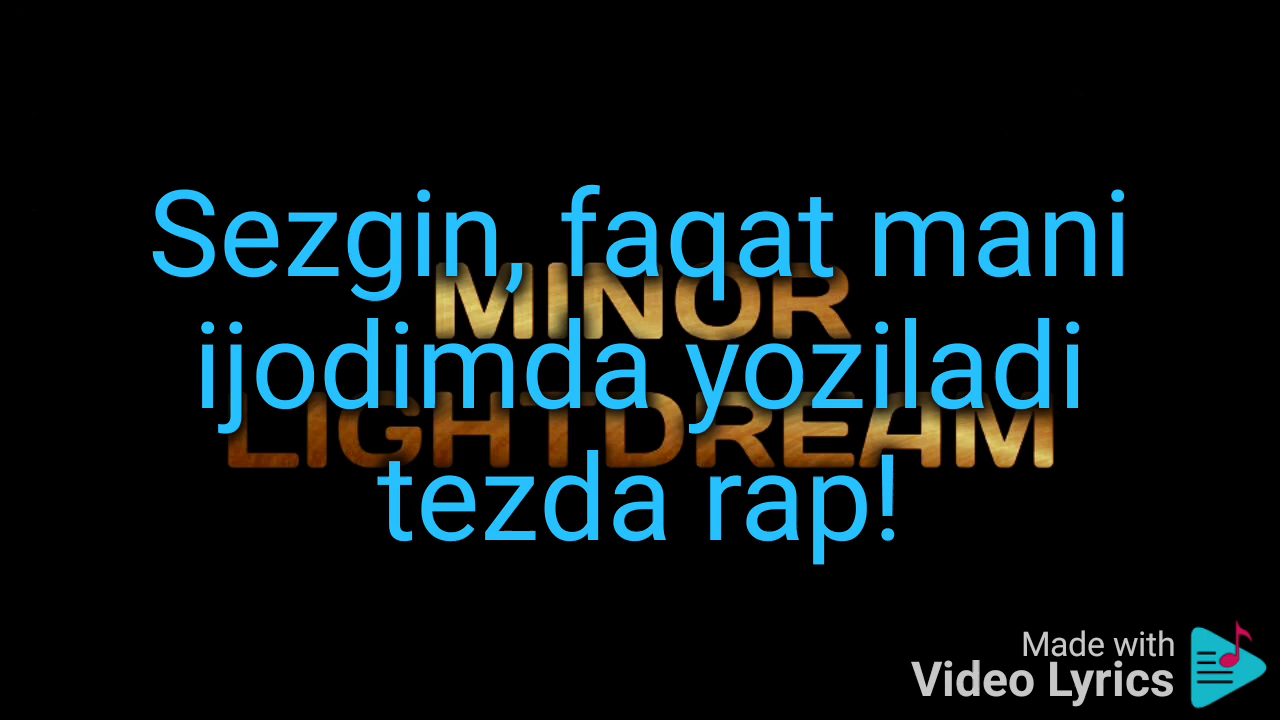 Sezgin, faqat mani
MINOR
ijodimda yoziladi
LIGHTDREAM
tezda rap!
Made with
Video Lyrics